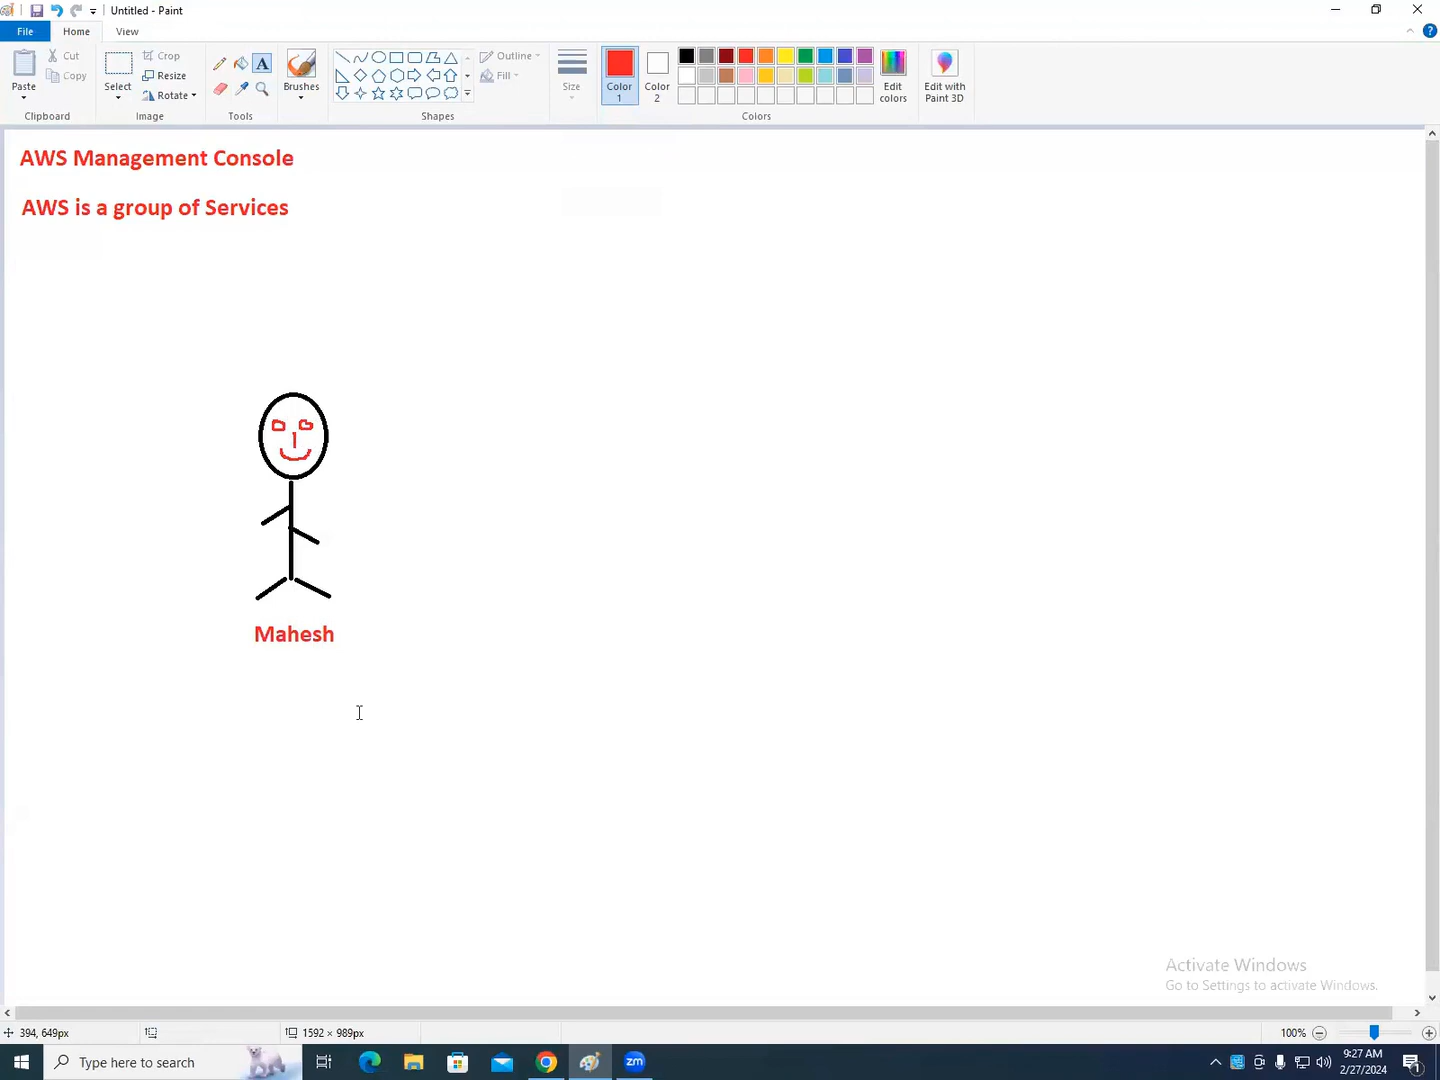 Untitled - Paint
File
Home
View
Paste
Cut
Copy
Clipboard
Select
Crop
Resize
Rotate
Image
A
Tools
Brushes
Shapes
Outline
Fill
Size
Color 1
Color 2
Colors
Edit colors
Edit with Paint 3D
AWS Management Console
AWS is a group of Services
Mahesh
Activate Windows
Go to Settings to activate Windows.
394, 649px
1592 × 989px
100%
Type here to search
zm
9:27 AM
2/27/2024
1